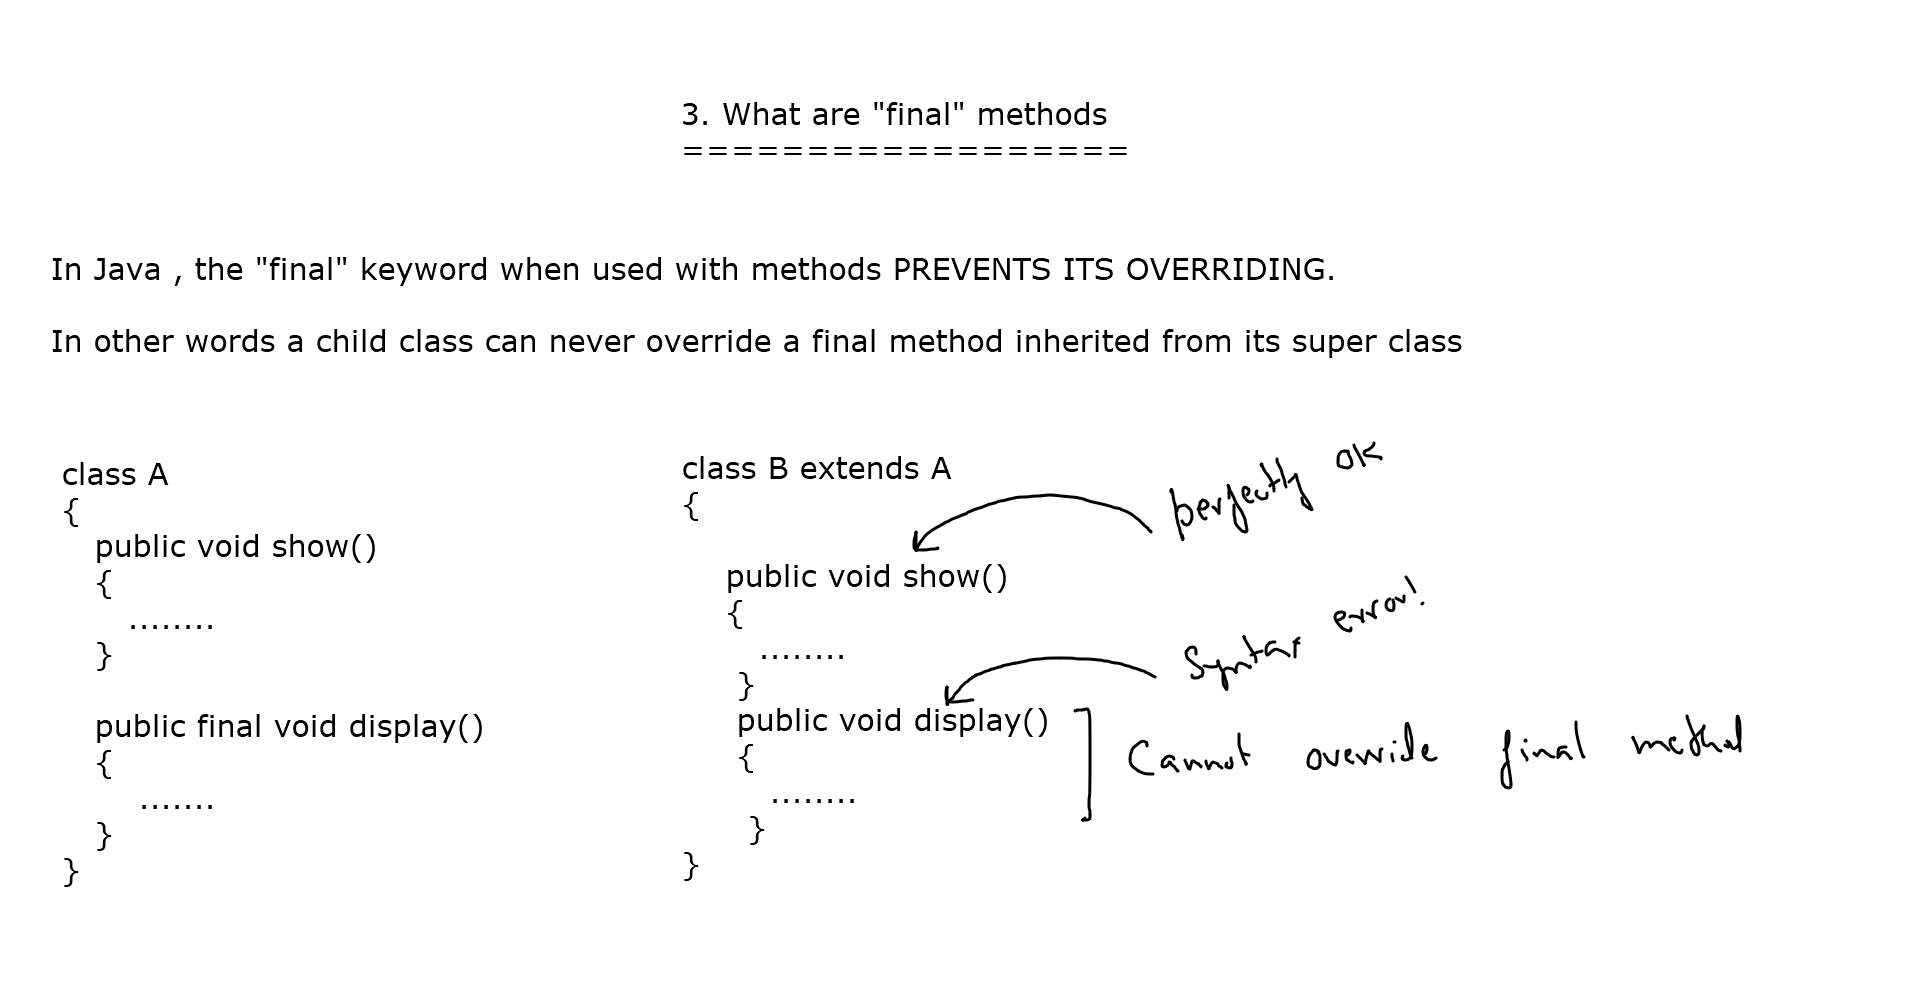 3. What are "final" methods
==================
In Java , the "final" keyword when used with methods PREVENTS ITS OVERRIDING.
In other words a child class can never override a final method inherited from its super class
class A
{
public void show()
{
........
}
public final void display()
{
.......
}
}
class B extends A
{
public void show()
{
........
}
public void display()
{
........
}
}
perfectly ok
Syntax error!
Cannot override final method